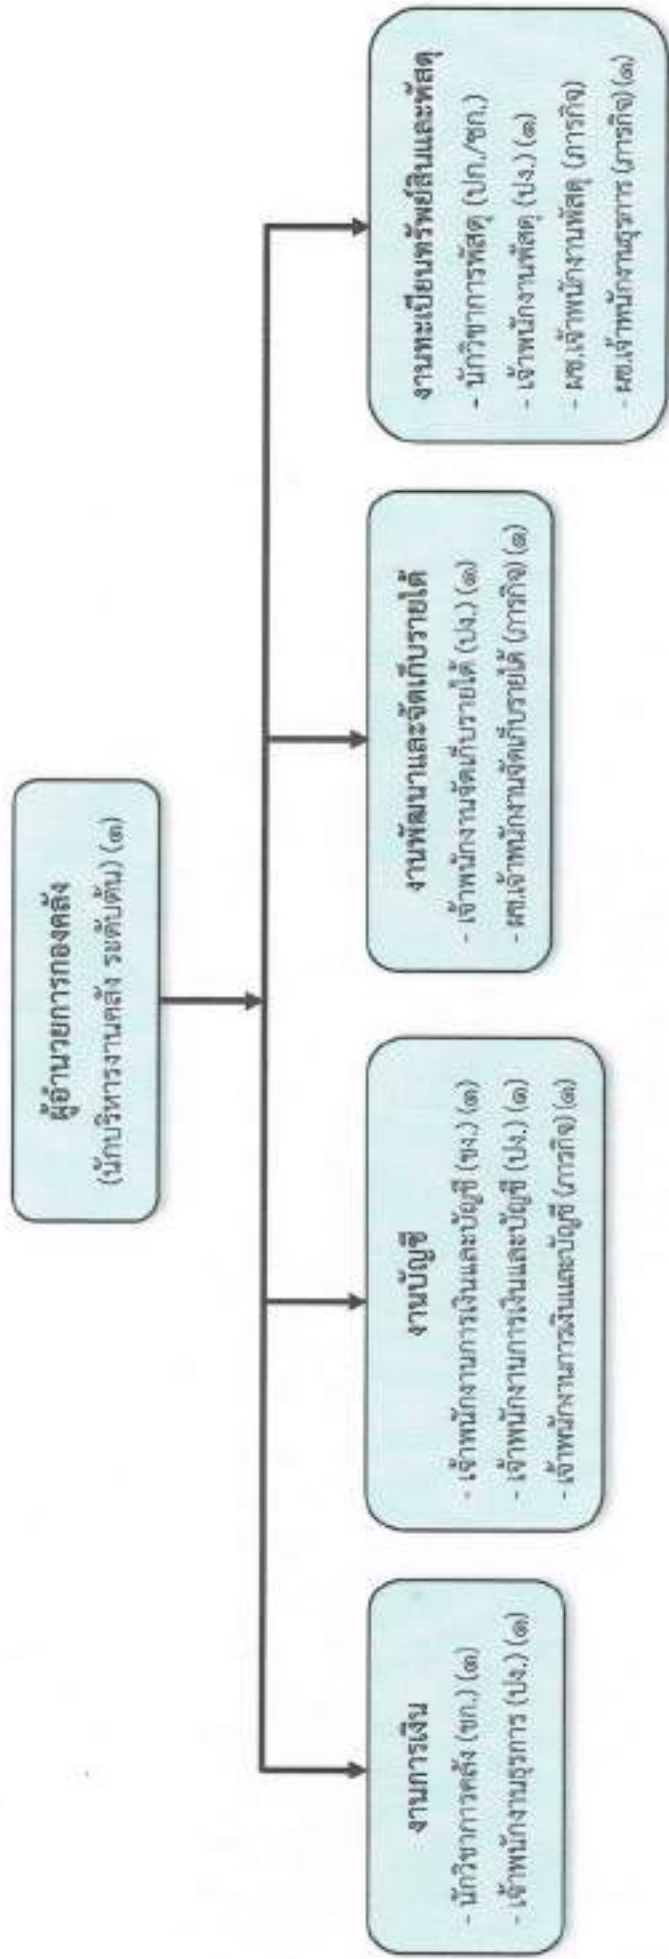 ผู้อำนวยการกองคลัง
(นักบริหารงานคลัง ระดับต้น) (๑)
งานการเงิน
- นักวิชาการคลัง (ชก.) (๑)
- เจ้าพนักงานธุรการ (ปง.) (๑)
งานบัญชี
- เจ้าพนักงานการเงินและบัญชี (ชง.) (๑)
- เจ้าพนักงานการเงินและบัญชี (ปง.) (๑)
- เจ้าพนักงานการเงินและบัญชี (ภารกิจ) (๑)
งานพัฒนาและจัดเก็บรายได้
- เจ้าพนักงานจัดเก็บรายได้ (ปง.) (๑)
- ผช.เจ้าพนักงานจัดเก็บรายได้ (ภารกิจ) (๑)
งานทะเบียนทรัพย์สินและพัสดุ
- นักวิชาการพัสดุ (ปก./ชก.)
- เจ้าพนักงานพัสดุ (ปง.) (๑)
- ผช.เจ้าพนักงานพัสดุ (ภารกิจ)
- ผช.เจ้าพนักงานธุรการ (ภารกิจ) (๑)